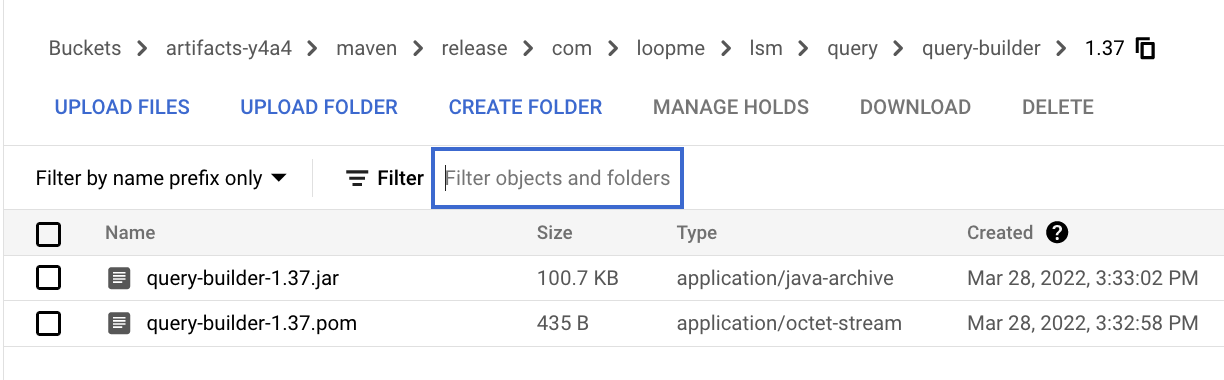 Buckets > artifacts-y4a4 > maven > release > com > loopme > lsm > query > query-builder > 1.37
UPLOAD FILES UPLOAD FOLDER CREATE FOLDER MANAGE HOLDS DOWNLOAD DELETE
Filter by name prefix only Filter Filter objects and folders
Name Size Type Created ?
query-builder-1.37.jar 100.7 KB application/java-archive Mar 28, 2022, 3:33:02 PM
query-builder-1.37.pom 435 B application/octet-stream Mar 28, 2022, 3:32:58 PM